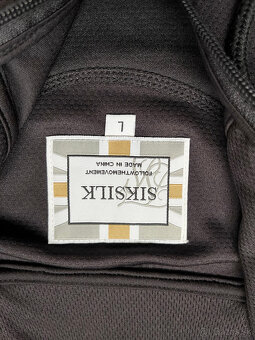 SIKSILK
FOLLOWTHEMOVEMENT
MADE IN CHINA
L